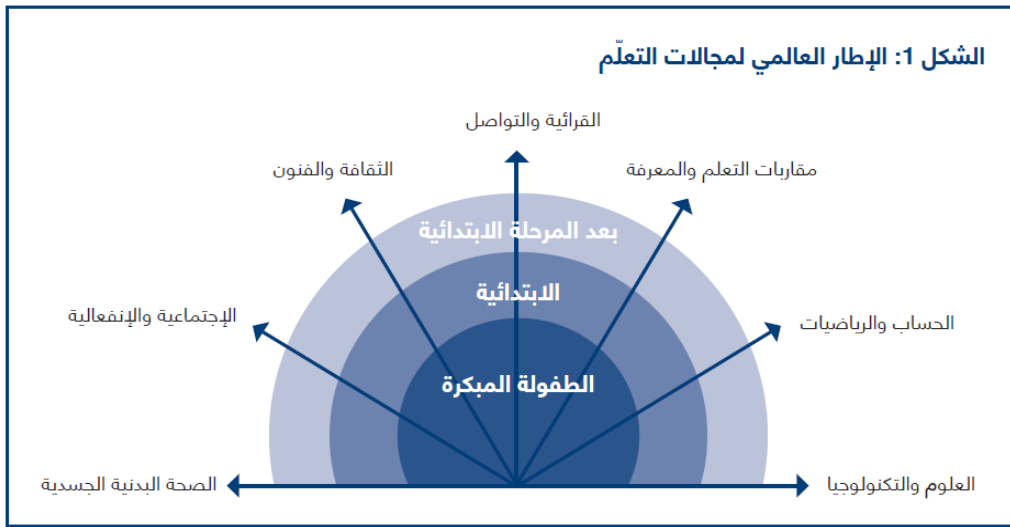 الشكل 1: الإطار العالمي لمجالات التعلّم
القرائية والتواصل
مقاربات التعلم والمعرفة
الثقافة والفنون
بعد المرحلة الابتدائية
الابتدائية
الحساب والرياضيات
الإجتماعية والإنفعالية
الطفولة المبكرة
العلوم والتكنولوجيا
الصحة البدنية الجسدية